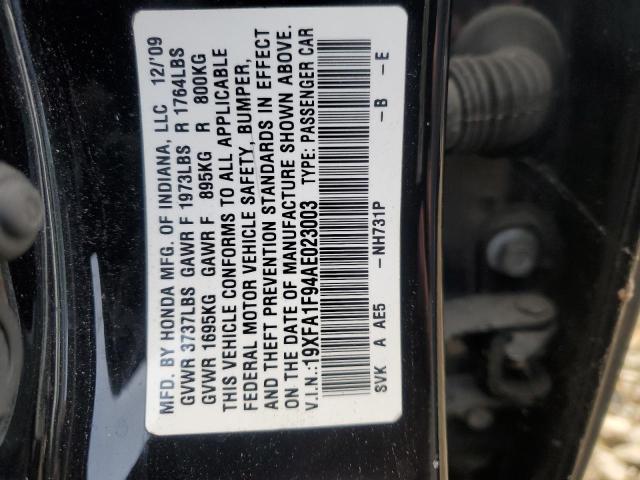 MFD. BY HONDA MFG. OF INDIANA, LLC 12/'09
GVWR 3737LBS GAWR F 1973LBS R 1764LBS
GVWR 1695KG GAWR F 895KG R 800KG
THIS VEHICLE CONFORMS TO ALL APPLICABLE
FEDERAL MOTOR VEHICLE SAFETY, BUMPER,
AND THEFT PREVENTION STANDARDS IN EFFECT
ON THE DATE OF MANUFACTURE SHOWN ABOVE.
V.I.N.:19XFA1F94AE023003 TYPE: PASSENGER CAR
SVK A AE5 -NH731P -B -E